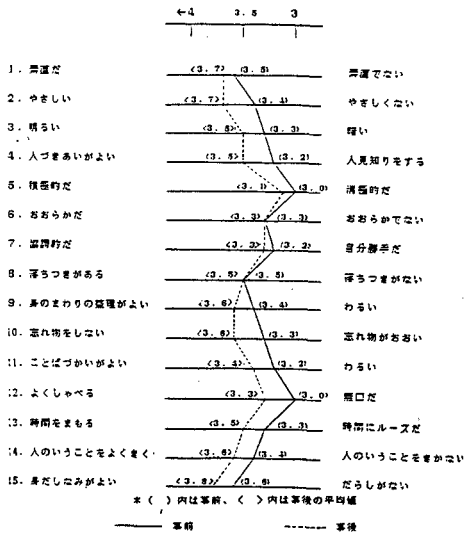 ←4 3.5 3
1. 素直だ <3.7> (3.5) 素直でない
2. やさしい <3.7> (3.4) やさしくない
3. 明るい <3.5> (3.3) 暗い
4. 人づきあいがよい <3.5> (3.2) 人見知りをする
5. 積極的だ <3.1> (3.0) 消極的だ
6. おおらかだ <3.3> (3.3) おおらかでない
7. 協調的だ <3.3> (3.2) 自分勝手だ
8. 落ちつきがある <3.5> (3.5) 落ちつきがない
9. 身のまわりの整理がよい <3.6> (3.4) わるい
10. 忘れ物をしない <3.6> (3.3) 忘れ物がおおい
11. ことばづかいがよい <3.4> (3.2) わるい
12. よくしゃべる <3.3> (3.0) 無口だ
13. 時間をまもる <3.5> (3.3) 時間にルーズだ
14. 人のいうことをよくきく <3.6> (3.4) 人のいうことをきかない
15. 身だしなみがよい <3.8> (3.6) だらしがない
*( )内は事前、< >内は事後の平均値
事前 事後